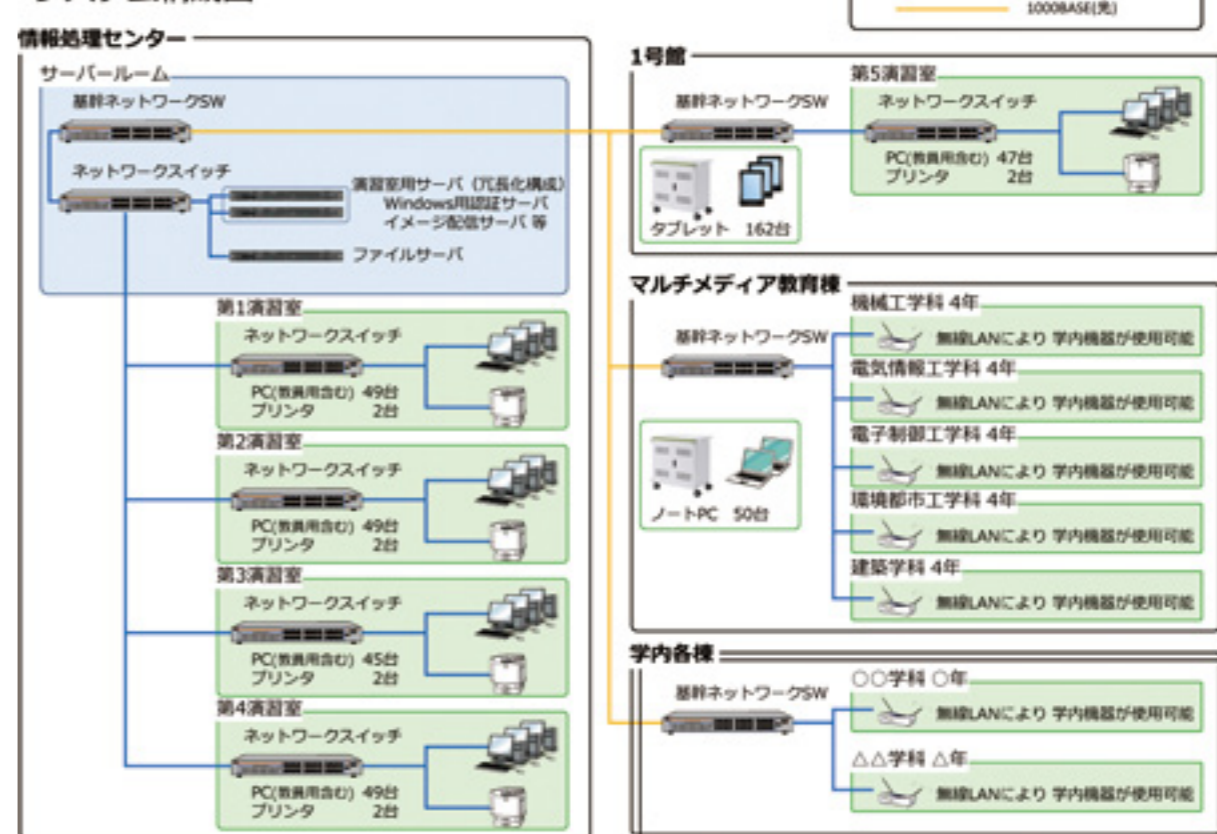 1000BASE(光)
情報処理センター
サーバールーム
基幹ネットワークSW
ネットワークスイッチ
演習室用サーバ（冗長化構成）
Windows用認証サーバ
イメージ配信サーバ 等
ファイルサーバ
第1演習室
ネットワークスイッチ
PC(教員用含む) 49台
プリンタ 2台
第2演習室
ネットワークスイッチ
PC(教員用含む) 49台
プリンタ 2台
第3演習室
ネットワークスイッチ
PC(教員用含む) 45台
プリンタ 2台
第4演習室
ネットワークスイッチ
PC(教員用含む) 49台
プリンタ 2台
1号館
基幹ネットワークSW
タブレット 162台
第5演習室
ネットワークスイッチ
PC(教員用含む) 47台
プリンタ 2台
マルチメディア教育棟
基幹ネットワークSW
ノートPC 50台
機械工学科 4年
無線LANにより 学内機器が使用可能
電気情報工学科 4年
無線LANにより 学内機器が使用可能
電子制御工学科 4年
無線LANにより 学内機器が使用可能
環境都市工学科 4年
無線LANにより 学内機器が使用可能
建築学科 4年
無線LANにより 学内機器が使用可能
学内各棟
基幹ネットワークSW
○○学科 ○年
無線LANにより 学内機器が使用可能
△△学科 △年
無線LANにより 学内機器が使用可能